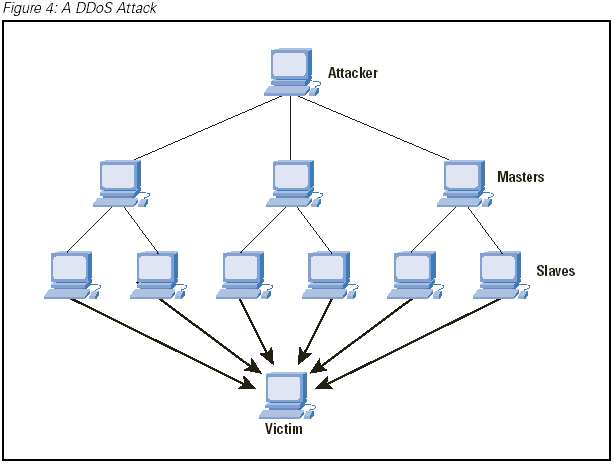 Figure 4: A DDoS Attack
Attacker
Masters
Slaves
Victim